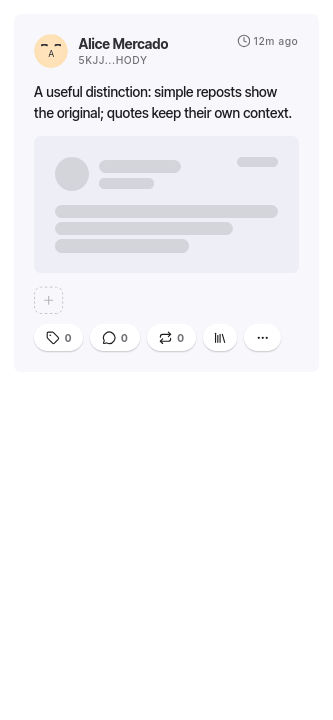 Alice Mercado
12m ago
5KJJ...HODY
A
A useful distinction: simple reposts show
the original; quotes keep their own context.
0
0
0